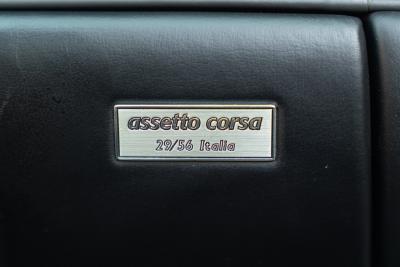 assetto corsa
29/56 Italia